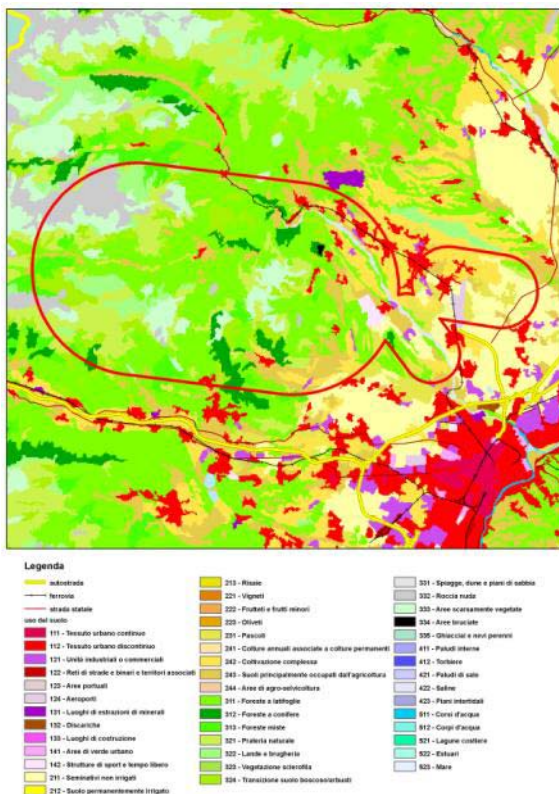 Legenda
autostrada
ferrovia
strada statale
uso del suolo
111 - Tessuto urbano continuo
112 - Tessuto urbano discontinuo
121 - Unità industriali o commerciali
122 - Reti di strade e binari e territori associati
123 - Aree portuali
124 - Aeroporti
131 - Luoghi di estrazioni di minerali
132 - Discariche
133 - Luoghi di costruzione
141 - Aree di verde urbano
142 - Strutture di sport e tempo libero
211 - Seminativi non irrigati
212 - Suolo permanentemente irrigato
213 - Risaie
221 - Vigneti
222 - Frutteti e frutti minori
223 - Oliveti
231 - Pascoli
241 - Colture annuali associate a colture permanenti
242 - Coltivazione complessa
243 - Suoli principalmente occupati dall'agricoltura
244 - Aree di agro-selvicoltura
311 - Foreste a latifoglie
312 - Foreste a conifere
313 - Foreste miste
321 - Prateria naturale
322 - Lande e brugheria
323 - Vegetazione sclerofila
324 - Transizione suolo boscoso/arbusti
331 - Spiagge, dune e piani di sabbia
332 - Roccia nuda
333 - Aree scarsamente vegetate
334 - Aree bruciate
335 - Ghiacciai e nevi perenni
411 - Paludi interne
412 - Torbiere
421 - Paludi di sale
422 - Saline
423 - Piani intertidali
511 - Corsi d'acqua
512 - Corpi d'acqua
521 - Lagune costiere
522 - Estuari
523 - Mare